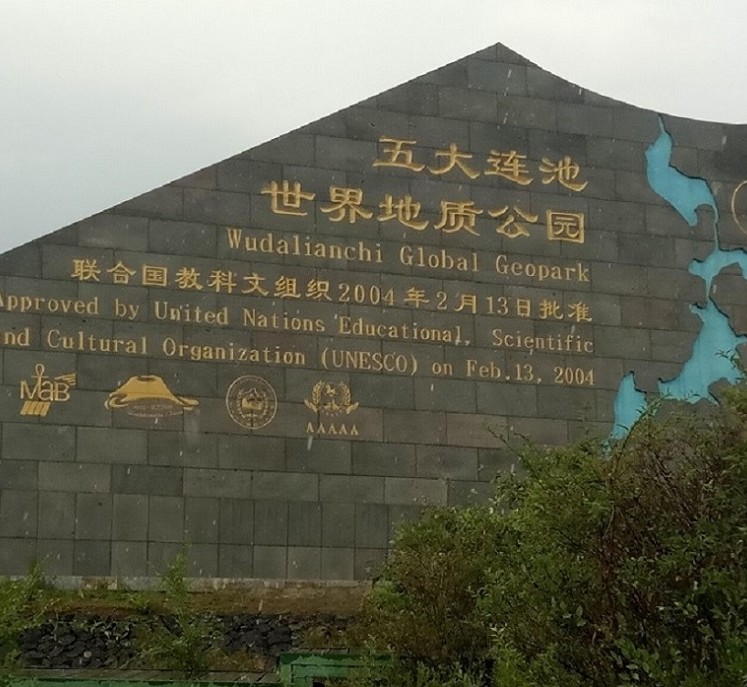 五大连池
世界地质公园
Wudalianchi Global Geopark
联合国教科文组织2004年2月13日批准
Approved by United Nations Educational, Scientific
nd Cultural Organization (UNESCO) on Feb.13, 2004
MaB
AAAAA